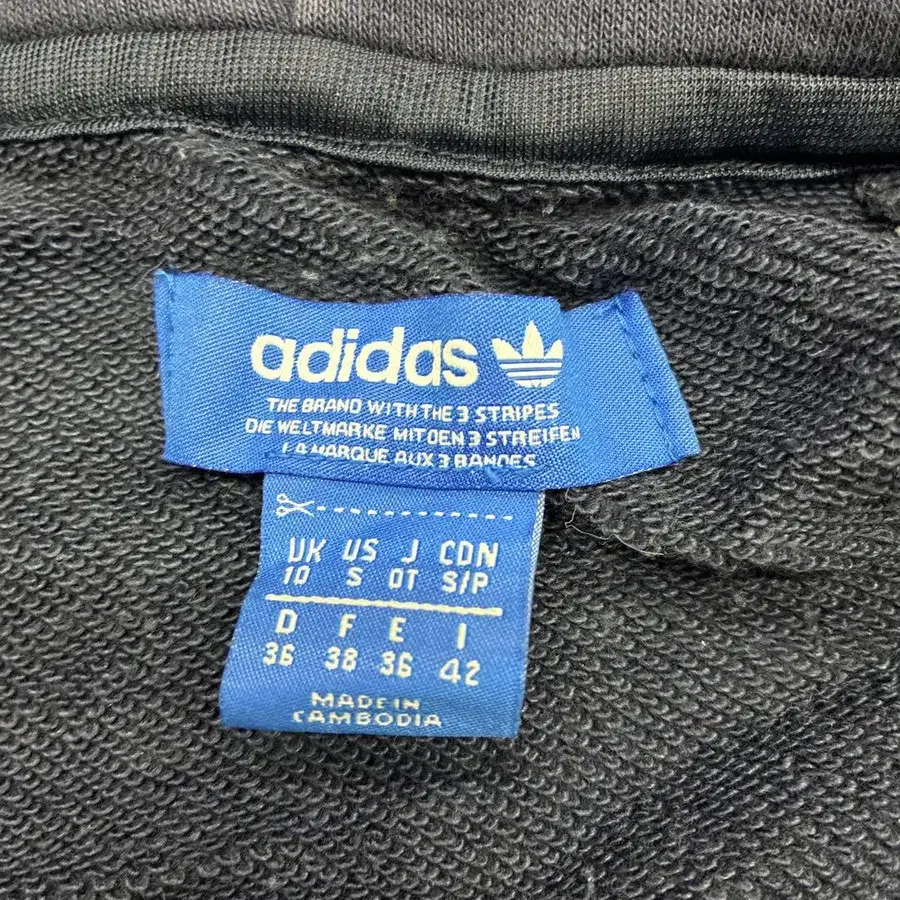 adidas
THE BRAND WITH THE 3 STRIPES
DIE WELTMARKE MIT DEN 3 STREIFEN
LA MARQUE AUX 3 BANDES
UK US J CDN
10 S OT S/P
D F E I
36 38 36 42
MADE IN
CAMBODIA